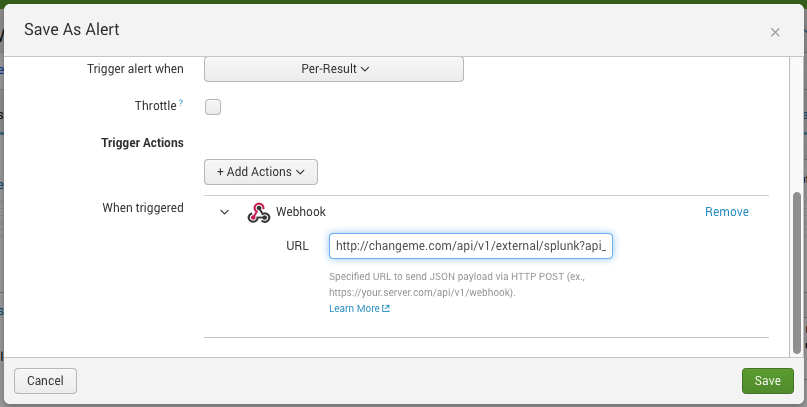 Save As Alert
×
Trigger alert when Per-Result
Throttle ?
Trigger Actions
+ Add Actions
When triggered Webhook Remove
URL http://changeme.com/api/v1/external/splunk?api_
Specified URL to send JSON payload via HTTP POST (ex.,
https://your.server.com/api/v1/webhook).
Learn More
Cancel Save